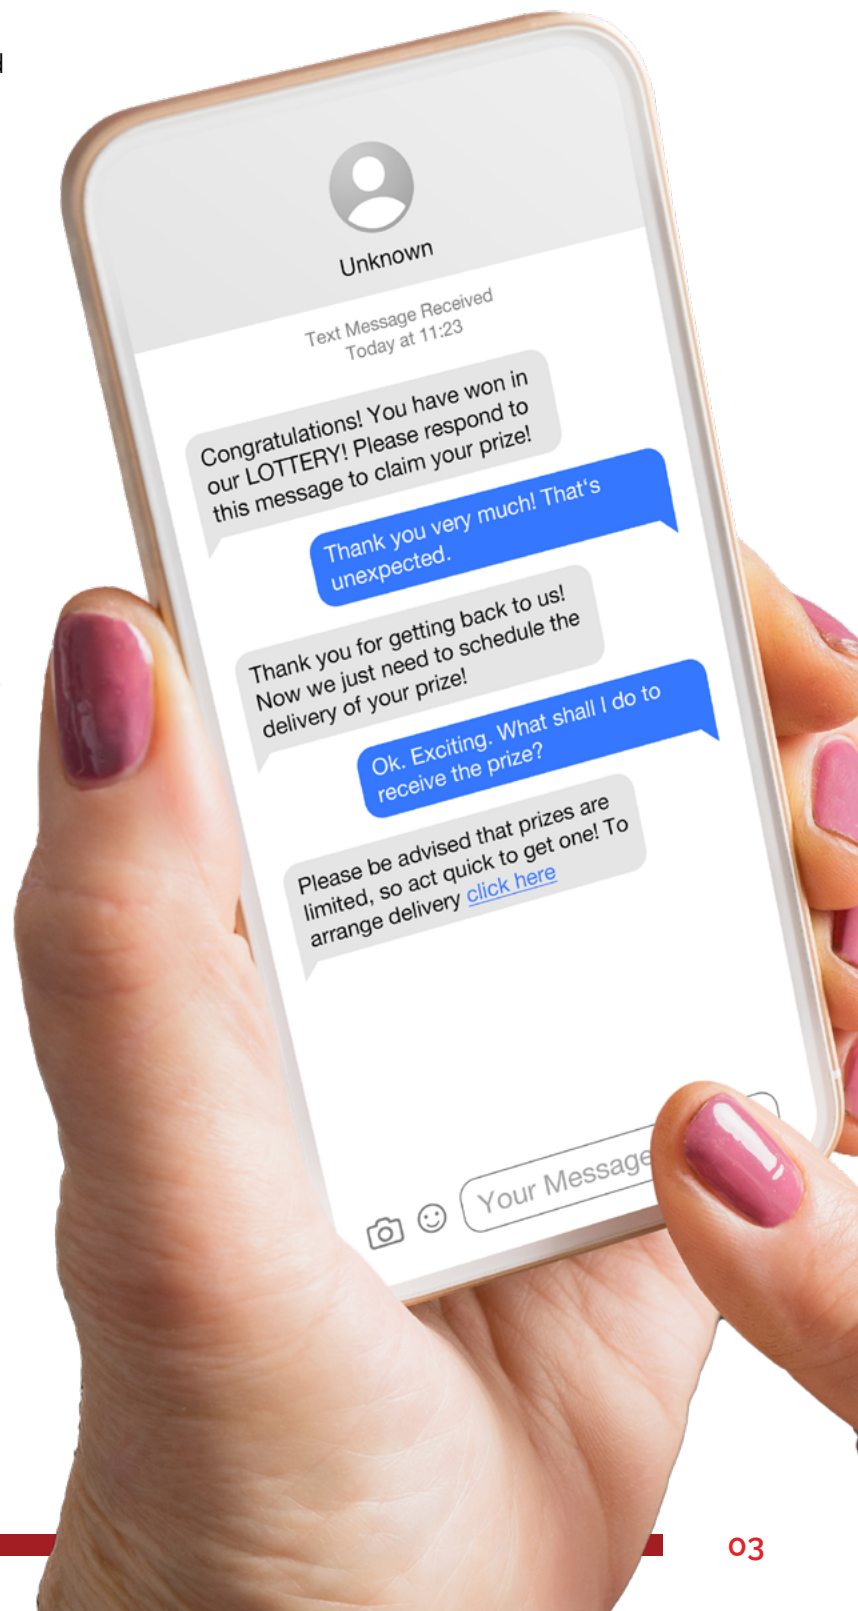 Unknown
Text Message Received
Today at 11:23
Congratulations! You have won in
our LOTTERY! Please respond to
this message to claim your prize!
Thank you very much! That‘s
unexpected.
Thank you for getting back to us!
Now we just need to schedule the
delivery of your prize!
Ok. Exciting. What shall I do to
receive the prize?
Please be advised that prizes are
limited, so act quick to get one! To
arrange delivery click here
Your Message
03